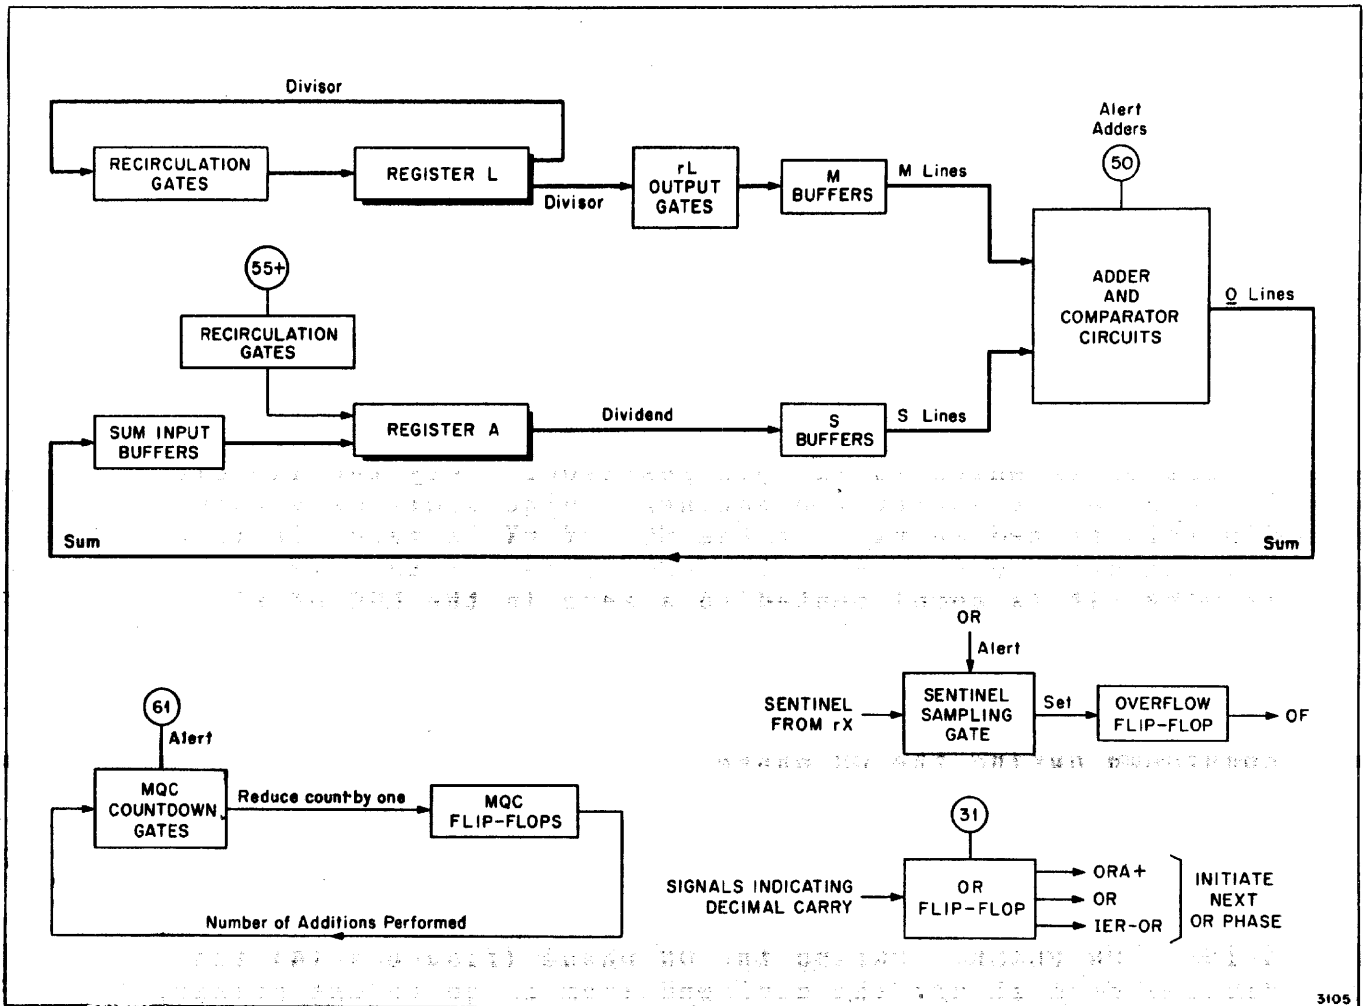 Divisor
Alert
Adders
50
RECIRCULATION
GATES
REGISTER L
Divisor
rL
OUTPUT
GATES
M
BUFFERS
M Lines
55+
RECIRCULATION
GATES
ADDER
AND
COMPARATOR
CIRCUITS
O Lines
SUM INPUT
BUFFERS
REGISTER A
Dividend
S
BUFFERS
S Lines
Sum
Sum
OR
Alert
SENTINEL
FROM rX
SENTINEL
SAMPLING
GATE
Set
OVERFLOW
FLIP-FLOP
OF
61
Alert
MQC
COUNTDOWN
GATES
Reduce count by one
MQC
FLIP-FLOPS
Number of Additions Performed
31
SIGNALS INDICATING
DECIMAL CARRY
OR
FLIP-FLOP
ORA+
OR
IER-OR
INITIATE
NEXT
OR PHASE
3105